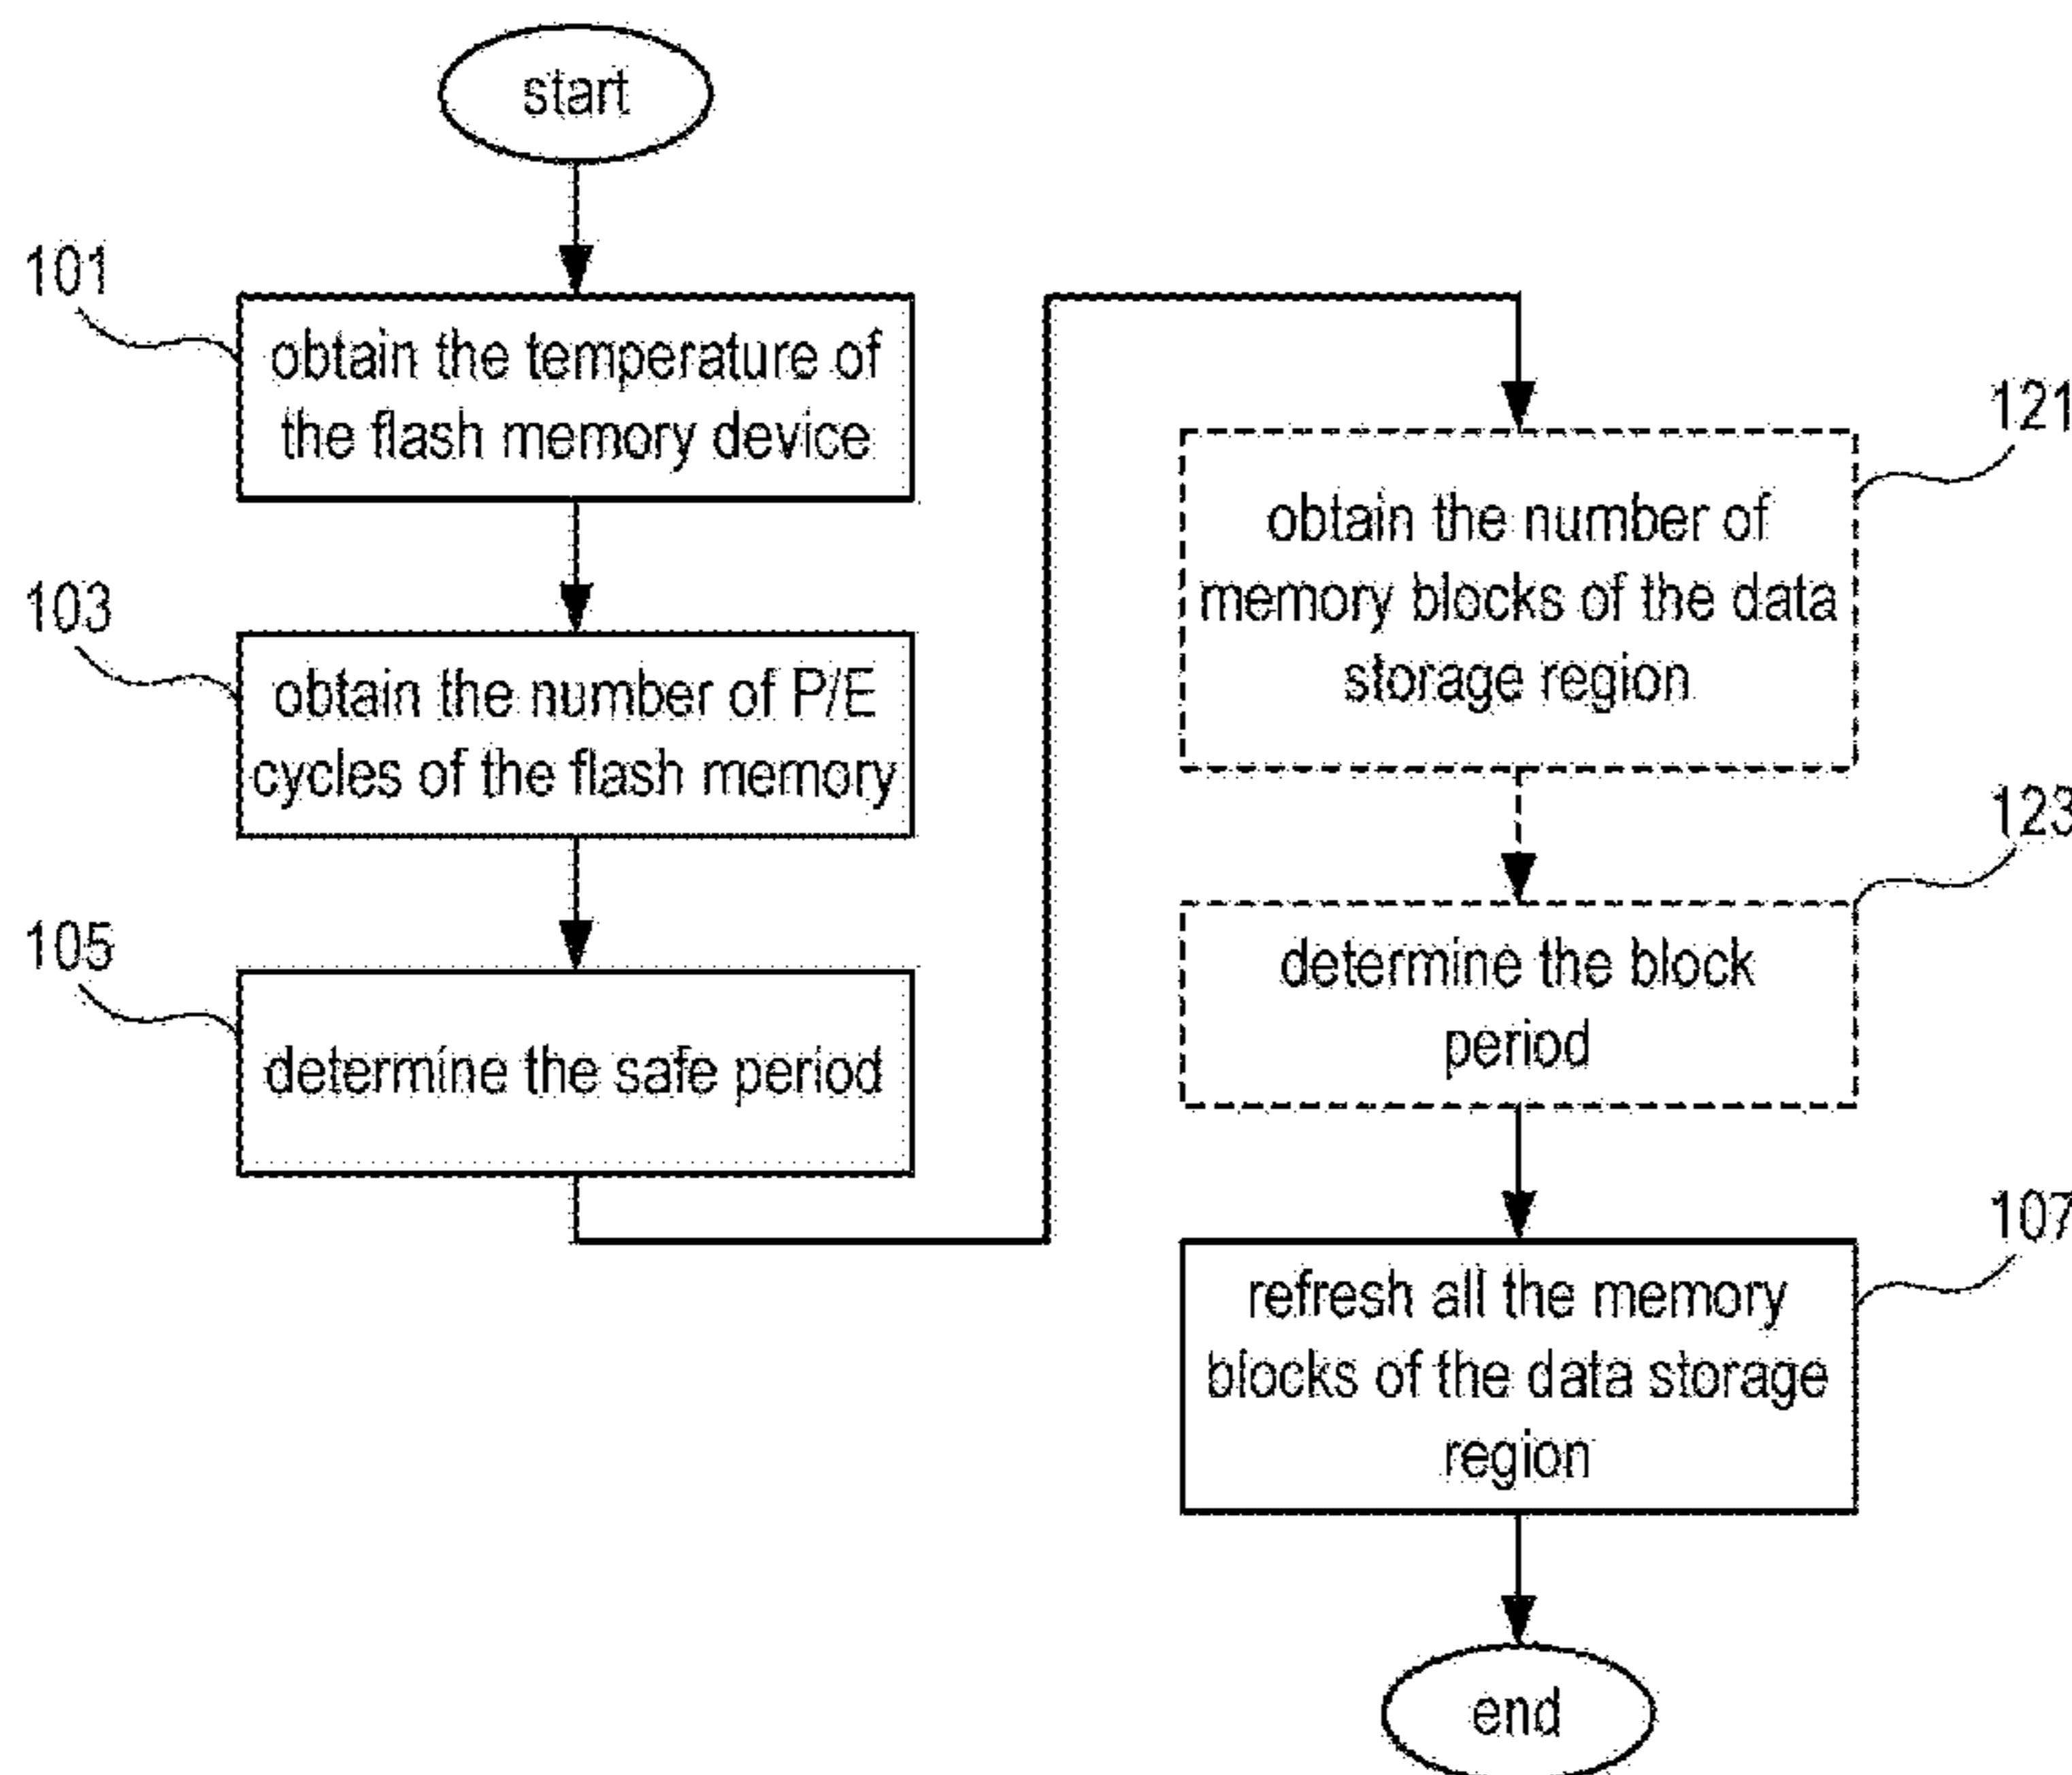 start
101
obtain the temperature of
the flash memory device
103
obtain the number of P/E
cycles of the flash memory
105
determine the safe period
121
obtain the number of
memory blocks of the data
storage region
123
determine the block
period
107
refresh all the memory
blocks of the data storage
region
end